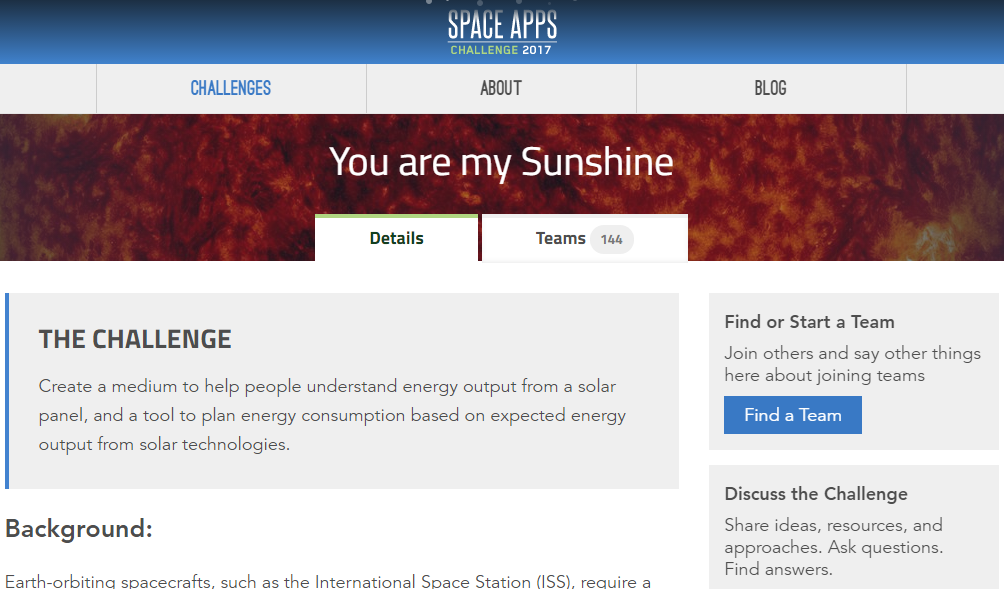 SPACE APPS
CHALLENGE 2017
CHALLENGES
ABOUT
BLOG
You are my Sunshine
Details
Teams 144
THE CHALLENGE
Create a medium to help people understand energy output from a solar
panel, and a tool to plan energy consumption based on expected energy
output from solar technologies.
Background:
Earth-orbiting spacecrafts, such as the International Space Station (ISS), require a
Find or Start a Team
Join others and say other things
here about joining teams
Find a Team
Discuss the Challenge
Share ideas, resources, and
approaches. Ask questions.
Find answers.